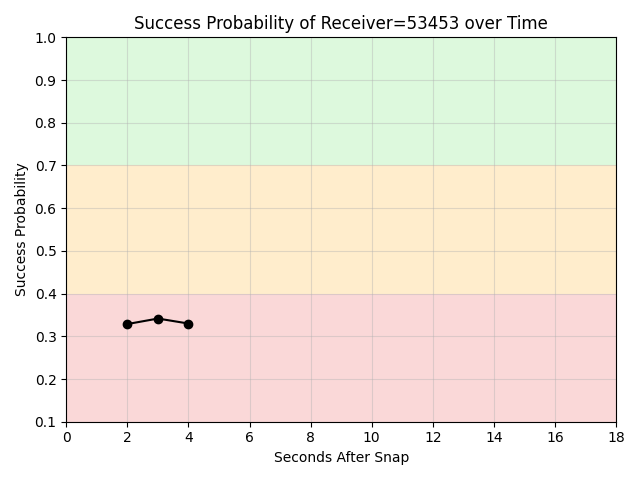 Success Probability of Receiver=53453 over Time
1.0
0.9
0.8
0.7
0.6
0.5
0.4
0.3
0.2
0.1
Success Probability
0 2 4 6 8 10 12 14 16 18
Seconds After Snap